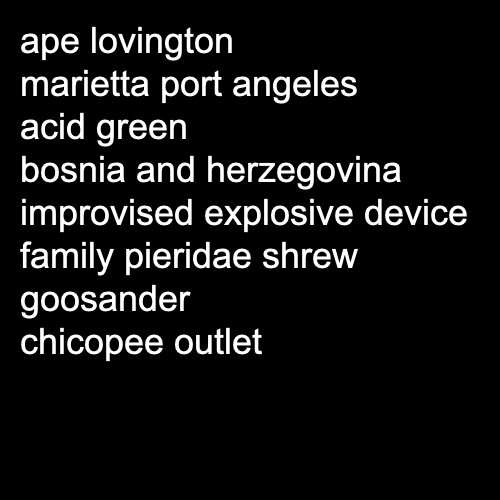 ape lovington
marietta port angeles
acid green
bosnia and herzegovina
improvised explosive device
family pieridae shrew
goosander
chicopee outlet